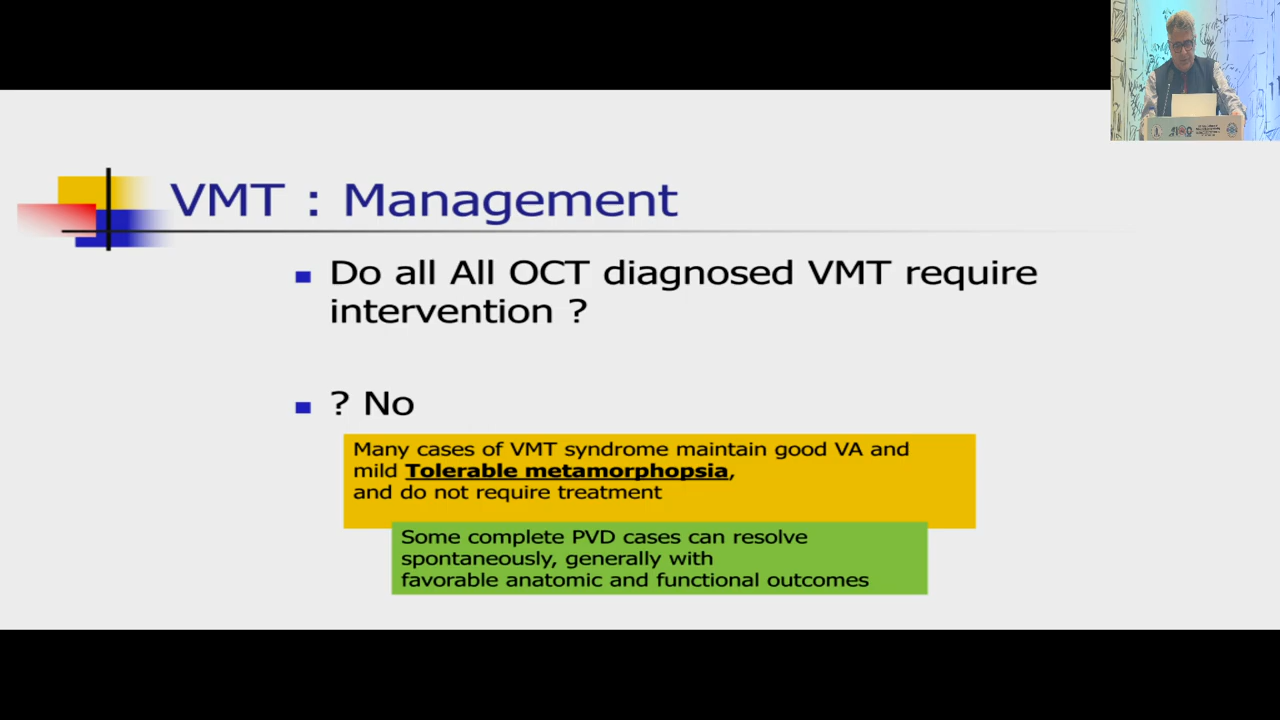 VMT : Management
Do all All OCT diagnosed VMT require
intervention ?
? No
Many cases of VMT syndrome maintain good VA and
mild Tolerable metamorphopsia,
and do not require treatment
Some complete PVD cases can resolve
spontaneously, generally with
favorable anatomic and functional outcomes